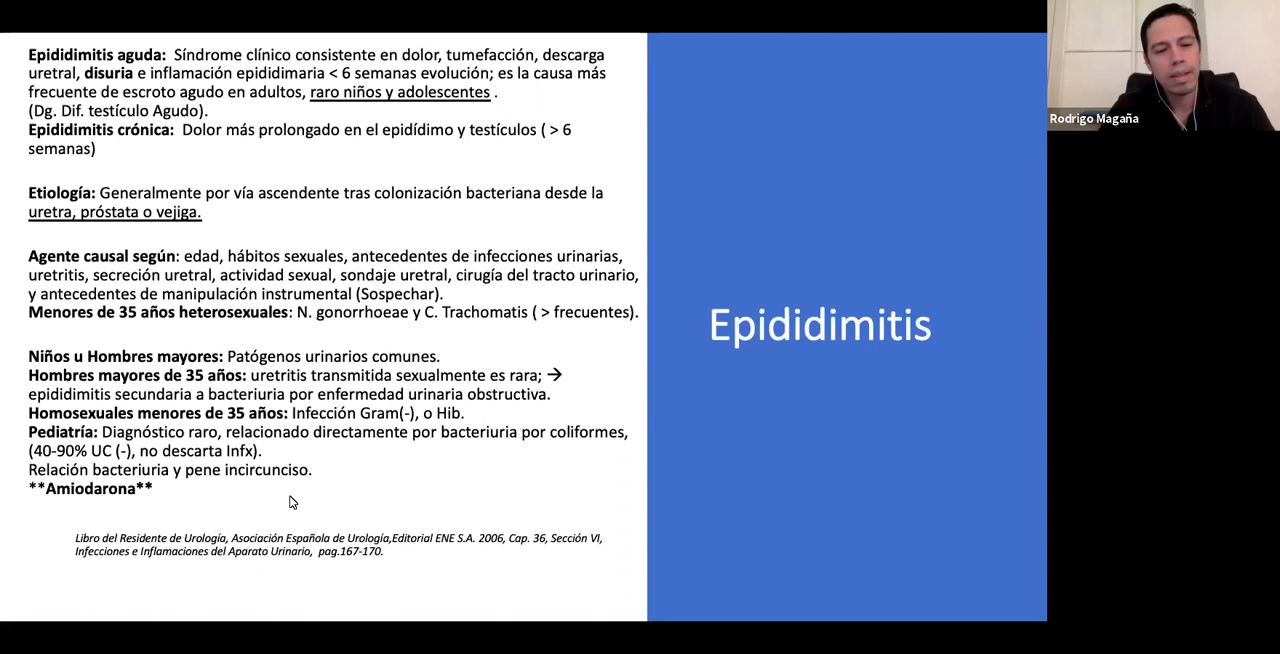 Epididimitis aguda: Síndrome clínico consistente en dolor, tumefacción, descarga
uretral, disuria e inflamación epididimaria < 6 semanas evolución; es la causa más
frecuente de escroto agudo en adultos, raro niños y adolescentes .
(Dg. Dif. testículo Agudo).
Epididimitis crónica: Dolor más prolongado en el epidídimo y testículos ( > 6
semanas)
Etiología: Generalmente por vía ascendente tras colonización bacteriana desde la
uretra, próstata o vejiga.
Agente causal según: edad, hábitos sexuales, antecedentes de infecciones urinarias,
uretritis, secreción uretral, actividad sexual, sondaje uretral, cirugía del tracto urinario,
y antecedentes de manipulación instrumental (Sospechar).
Menores de 35 años heterosexuales: N. gonorrhoeae y C. Trachomatis ( > frecuentes).
Niños u Hombres mayores: Patógenos urinarios comunes.
Hombres mayores de 35 años: uretritis transmitida sexualmente es rara; →
epididimitis secundaria a bacteriuria por enfermedad urinaria obstructiva.
Homosexuales menores de 35 años: Infección Gram(-), o Hib.
Pediatría: Diagnóstico raro, relacionado directamente por bacteriuria por coliformes,
(40-90% UC (-), no descarta Infx).
Relación bacteriuria y pene incircunciso.
**Amiodarona**
Libro del Residente de Urología, Asociación Española de Urología,Editorial ENE S.A. 2006, Cap. 36, Sección VI,
Infecciones e Inflamaciones del Aparato Urinario, pag.167-170.
Epididimitis
Rodrigo Magaña